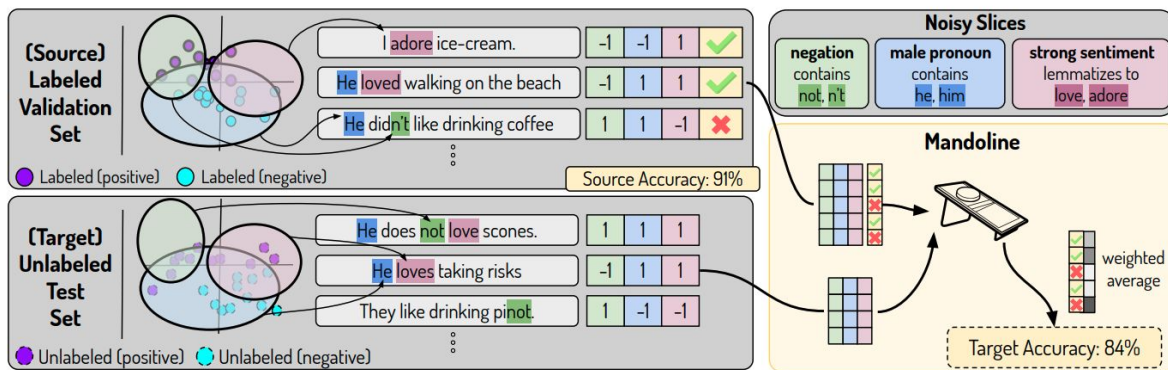 (Source)
Labeled
Validation
Set
Labeled (positive) Labeled (negative)
I adore ice-cream. -1 -1 1
He loved walking on the beach -1 1 1
He didn't like drinking coffee 1 1 -1
Source Accuracy: 91%
(Target)
Unlabeled
Test
Set
Unlabeled (positive) Unlabeled (negative)
He does not love scones. 1 1 1
He loves taking risks -1 1 1
They like drinking pinot. 1 -1 -1
Noisy Slices
negation
contains
not, n't
male pronoun
contains
he, him
strong sentiment
lemmatizes to
love, adore
Mandoline
weighted
average
Target Accuracy: 84%